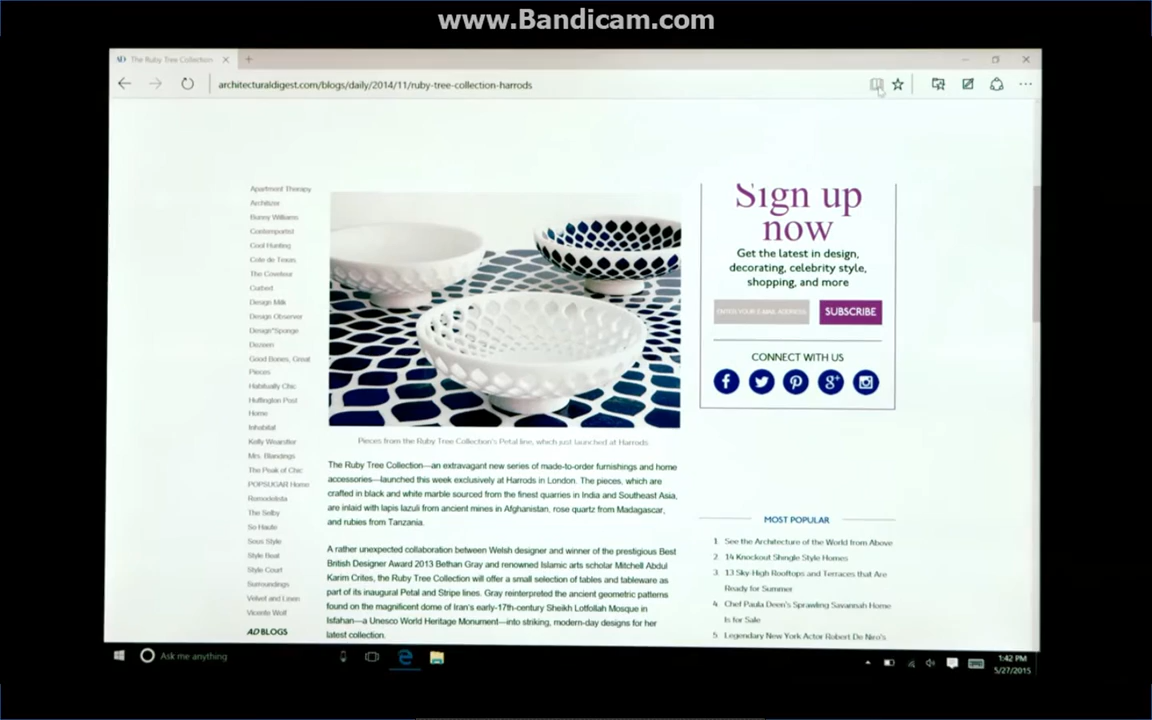 www.Bandicam.com
The Ruby Tree Collection
architecturaldigest.com/blogs/daily/2014/11/ruby-tree-collection-harrods
Apartment Therapy
Architizer
Bunny Williams
Contemporist
Cool Hunting
Cote de Texas
The Coveteur
Curbed
Design Milk
Design Observer
Design*Sponge
Dezeen
Good Bones, Great
Pieces
Habitually Chic
Huffington Post
Home
Inhabitat
Kelly Wearstler
Mrs. Blandings
The Peak of Chic
POPSUGAR Home
Remodelista
The Selby
So Haute
Sous Style
Style Beat
Style Court
Surroundings
Velvet and Linen
Vicente Wolf
AD BLOGS
Pieces from the Ruby Tree Collection's Petal line, which just launched at Harrods.
The Ruby Tree Collection—an extravagant new series of made-to-order furnishings and home
accessories—launched this week exclusively at Harrods in London. The pieces, which are
crafted in black and white marble sourced from the finest quarries in India and Southeast Asia,
are inlaid with lapis lazuli from ancient mines in Afghanistan, rose quartz from Madagascar,
and rubies from Tanzania.
A rather unexpected collaboration between Welsh designer and winner of the prestigious Best
British Designer Award 2013 Bethan Gray and renowned Islamic arts scholar Mitchell Abdul
Karim Crites, the Ruby Tree Collection will offer a small selection of tables and tableware as
part of its inaugural Petal and Stripe lines. Gray reinterpreted the ancient geometric patterns
found on the magnificent dome of Iran's early-17th-century Sheikh Lotfollah Mosque in
Isfahan—a Unesco World Heritage Monument—into striking, modern-day designs for her
latest collection.
Sign up
now
Get the latest in design,
decorating, celebrity style,
shopping, and more
ENTER YOUR E-MAIL ADDRESS
SUBSCRIBE
CONNECT WITH US
MOST POPULAR
1. See the Architecture of the World from Above
2. 14 Knockout Shingle Style Homes
3. 13 Sky-High Rooftops and Terraces that Are
Ready for Summer
4. Chef Paula Deen's Sprawling Savannah Home
Is for Sale
5. Legendary New York Actor Robert De Niro's
Ask me anything
1:42 PM
5/27/2015